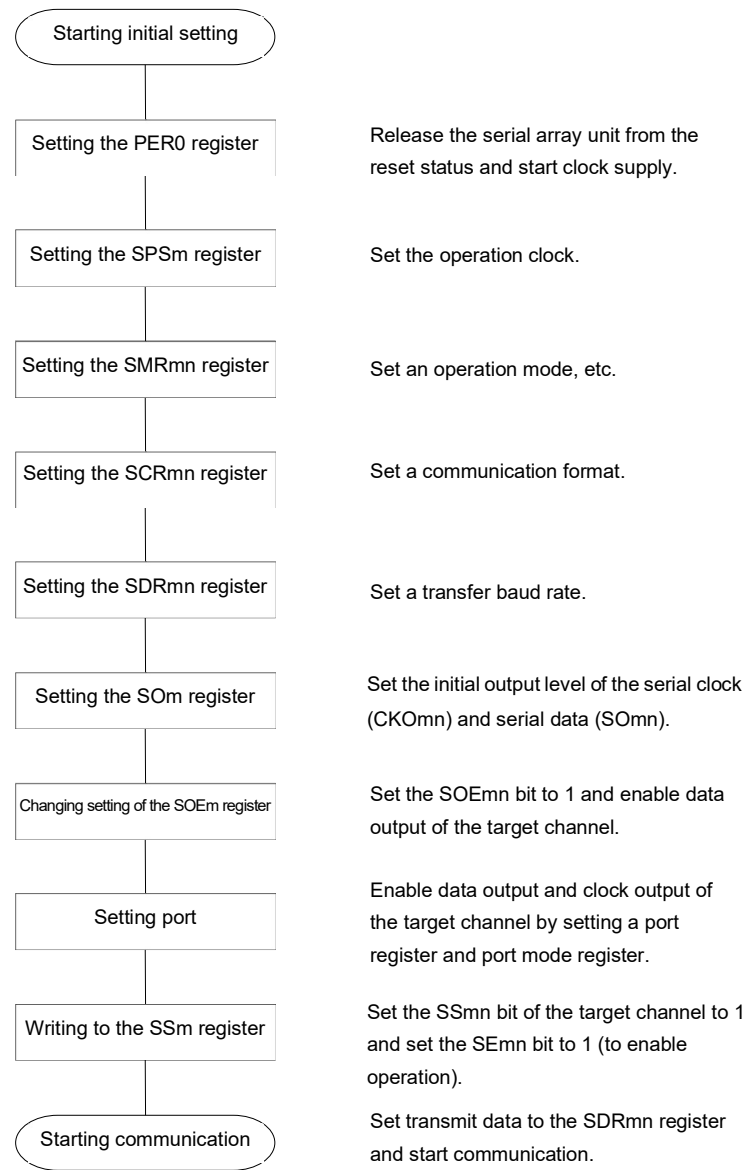 Starting initial setting
Setting the PER0 register
Release the serial array unit from the
reset status and start clock supply.
Setting the SPSm register
Set the operation clock.
Setting the SMRmn register
Set an operation mode, etc.
Setting the SCRmn register
Set a communication format.
Setting the SDRmn register
Set a transfer baud rate.
Setting the SOm register
Set the initial output level of the serial clock
(CKOmn) and serial data (SOmn).
Changing setting of the SOEm register
Set the SOEmn bit to 1 and enable data
output of the target channel.
Setting port
Enable data output and clock output of
the target channel by setting a port
register and port mode register.
Writing to the SSm register
Set the SSmn bit of the target channel to 1
and set the SEmn bit to 1 (to enable
operation).
Starting communication
Set transmit data to the SDRmn register
and start communication.